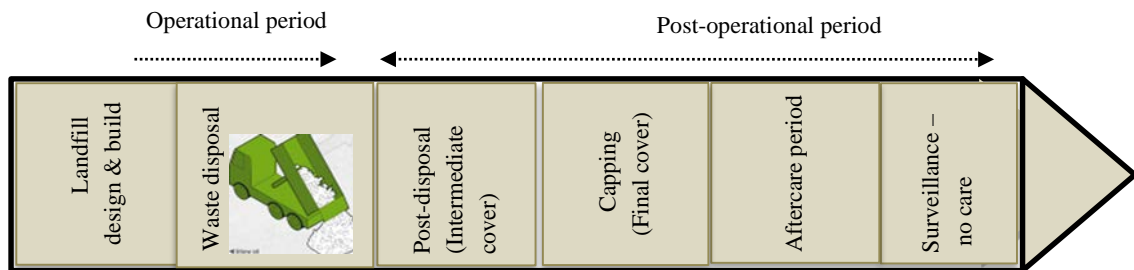 Operational period
Post-operational period
Landfill
design & build
Waste disposal
Post-disposal
(Intermediate
cover)
Capping
(Final cover)
Aftercare period
Surveillance –
no care